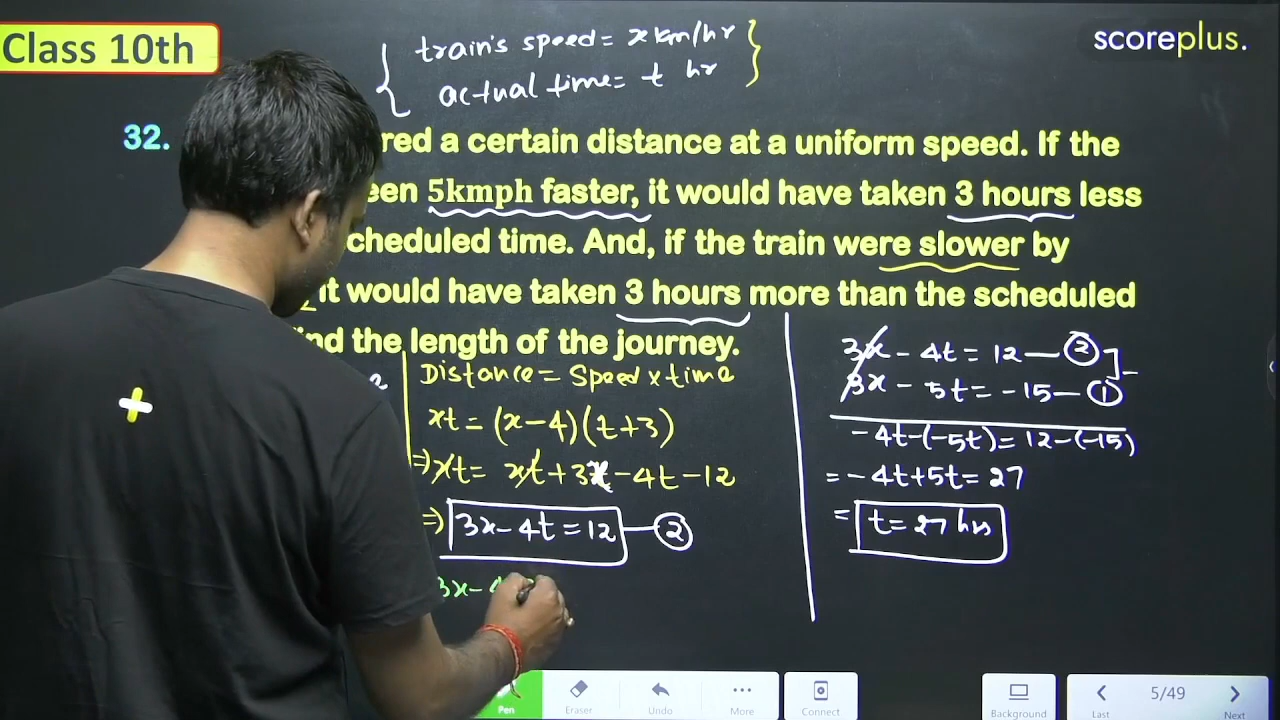 Class 10th
train's speed = x km/hr
actual time = t hr
scoreplus.
32. red a certain distance at a uniform speed. If the
een 5kmph faster, it would have taken 3 hours less
cheduled time. And, if the train were slower by
it would have taken 3 hours more than the scheduled
nd the length of the journey.
Distance = Speed x time
xt = (x-4)(t+3)
=> xt = xt + 3x - 4t - 12
=> 3x - 4t = 12 — 2
3x -
3x - 4t = 12 — 2
3x - 5t = -15 — 1
-4t-(-5t) = 12-(-15)
= -4t+5t = 27
= t = 27 hrs
Pen
Eraser
Undo
More
Connect
Background
Last
5/49
Next